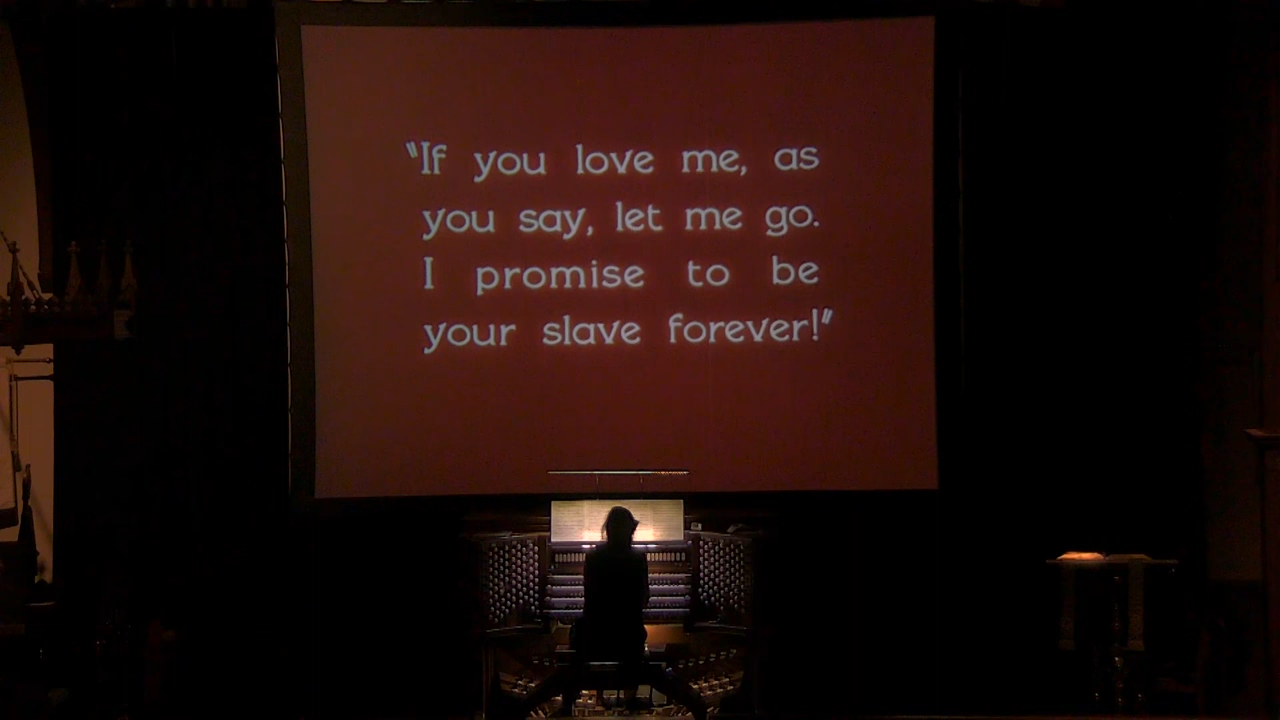 "If you love me, as
you say, let me go.
I promise to be
your slave forever!"